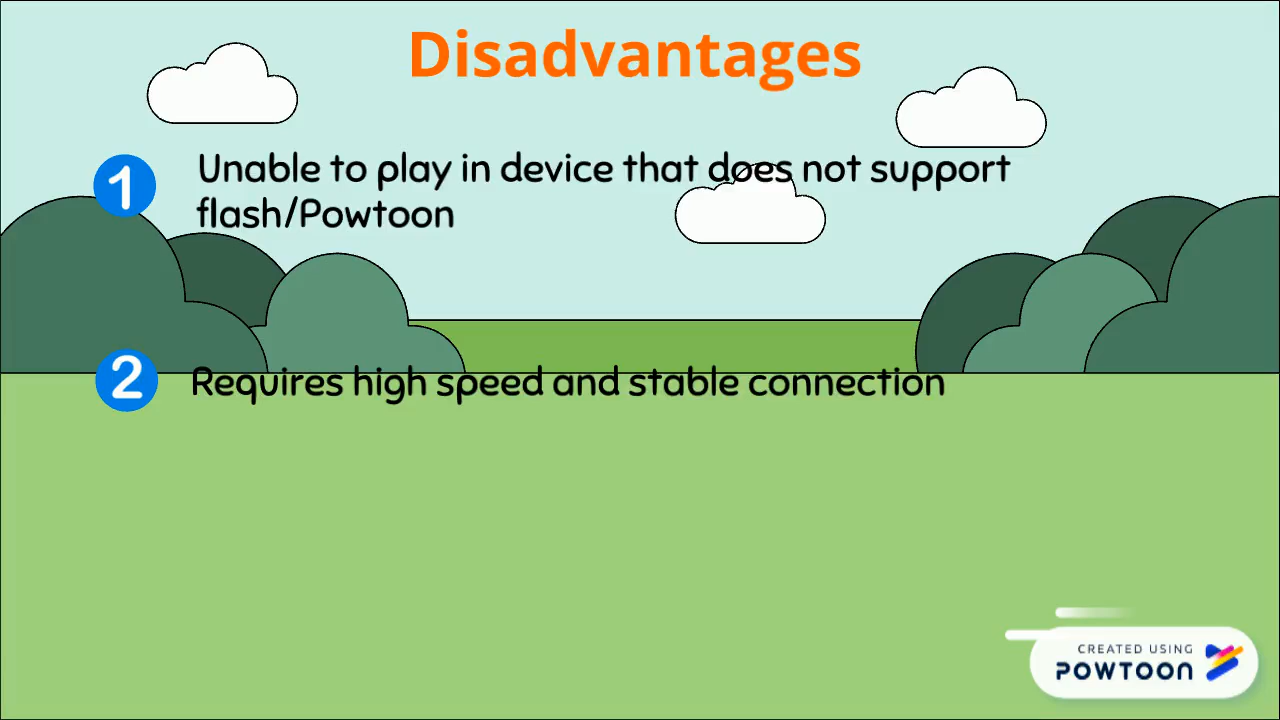 Disadvantages
1
Unable to play in device that does not support
flash/Powtoon
2
Requires high speed and stable connection
CREATED USING
POWTOON